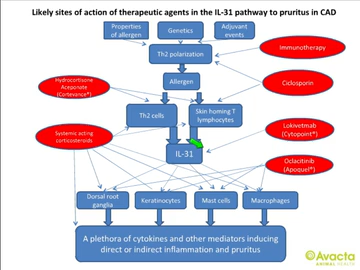 Likely sites of action of therapeutic agents in the IL-31 pathway to pruritus in CAD
Properties
of allergen
Genetics
Adjuvant
events
Th2 polarization
Immunotherapy
Allergen
Hydrocortisone
Aceponate
(Cortavance®)
Ciclosporin
Th2 cells
Skin homing T
lymphocytes
Lokivetmab
(Cytopoint®)
Systemic acting
corticosteroids
IL-31
Oclacitinib
(Apoquel®)
Dorsal root
ganglia
Keratinocytes
Mast cells
Macrophages
A plethora of cytokines and other mediators inducing
direct or indirect inflammation and pruritus
Avacta
ANIMAL HEALTH